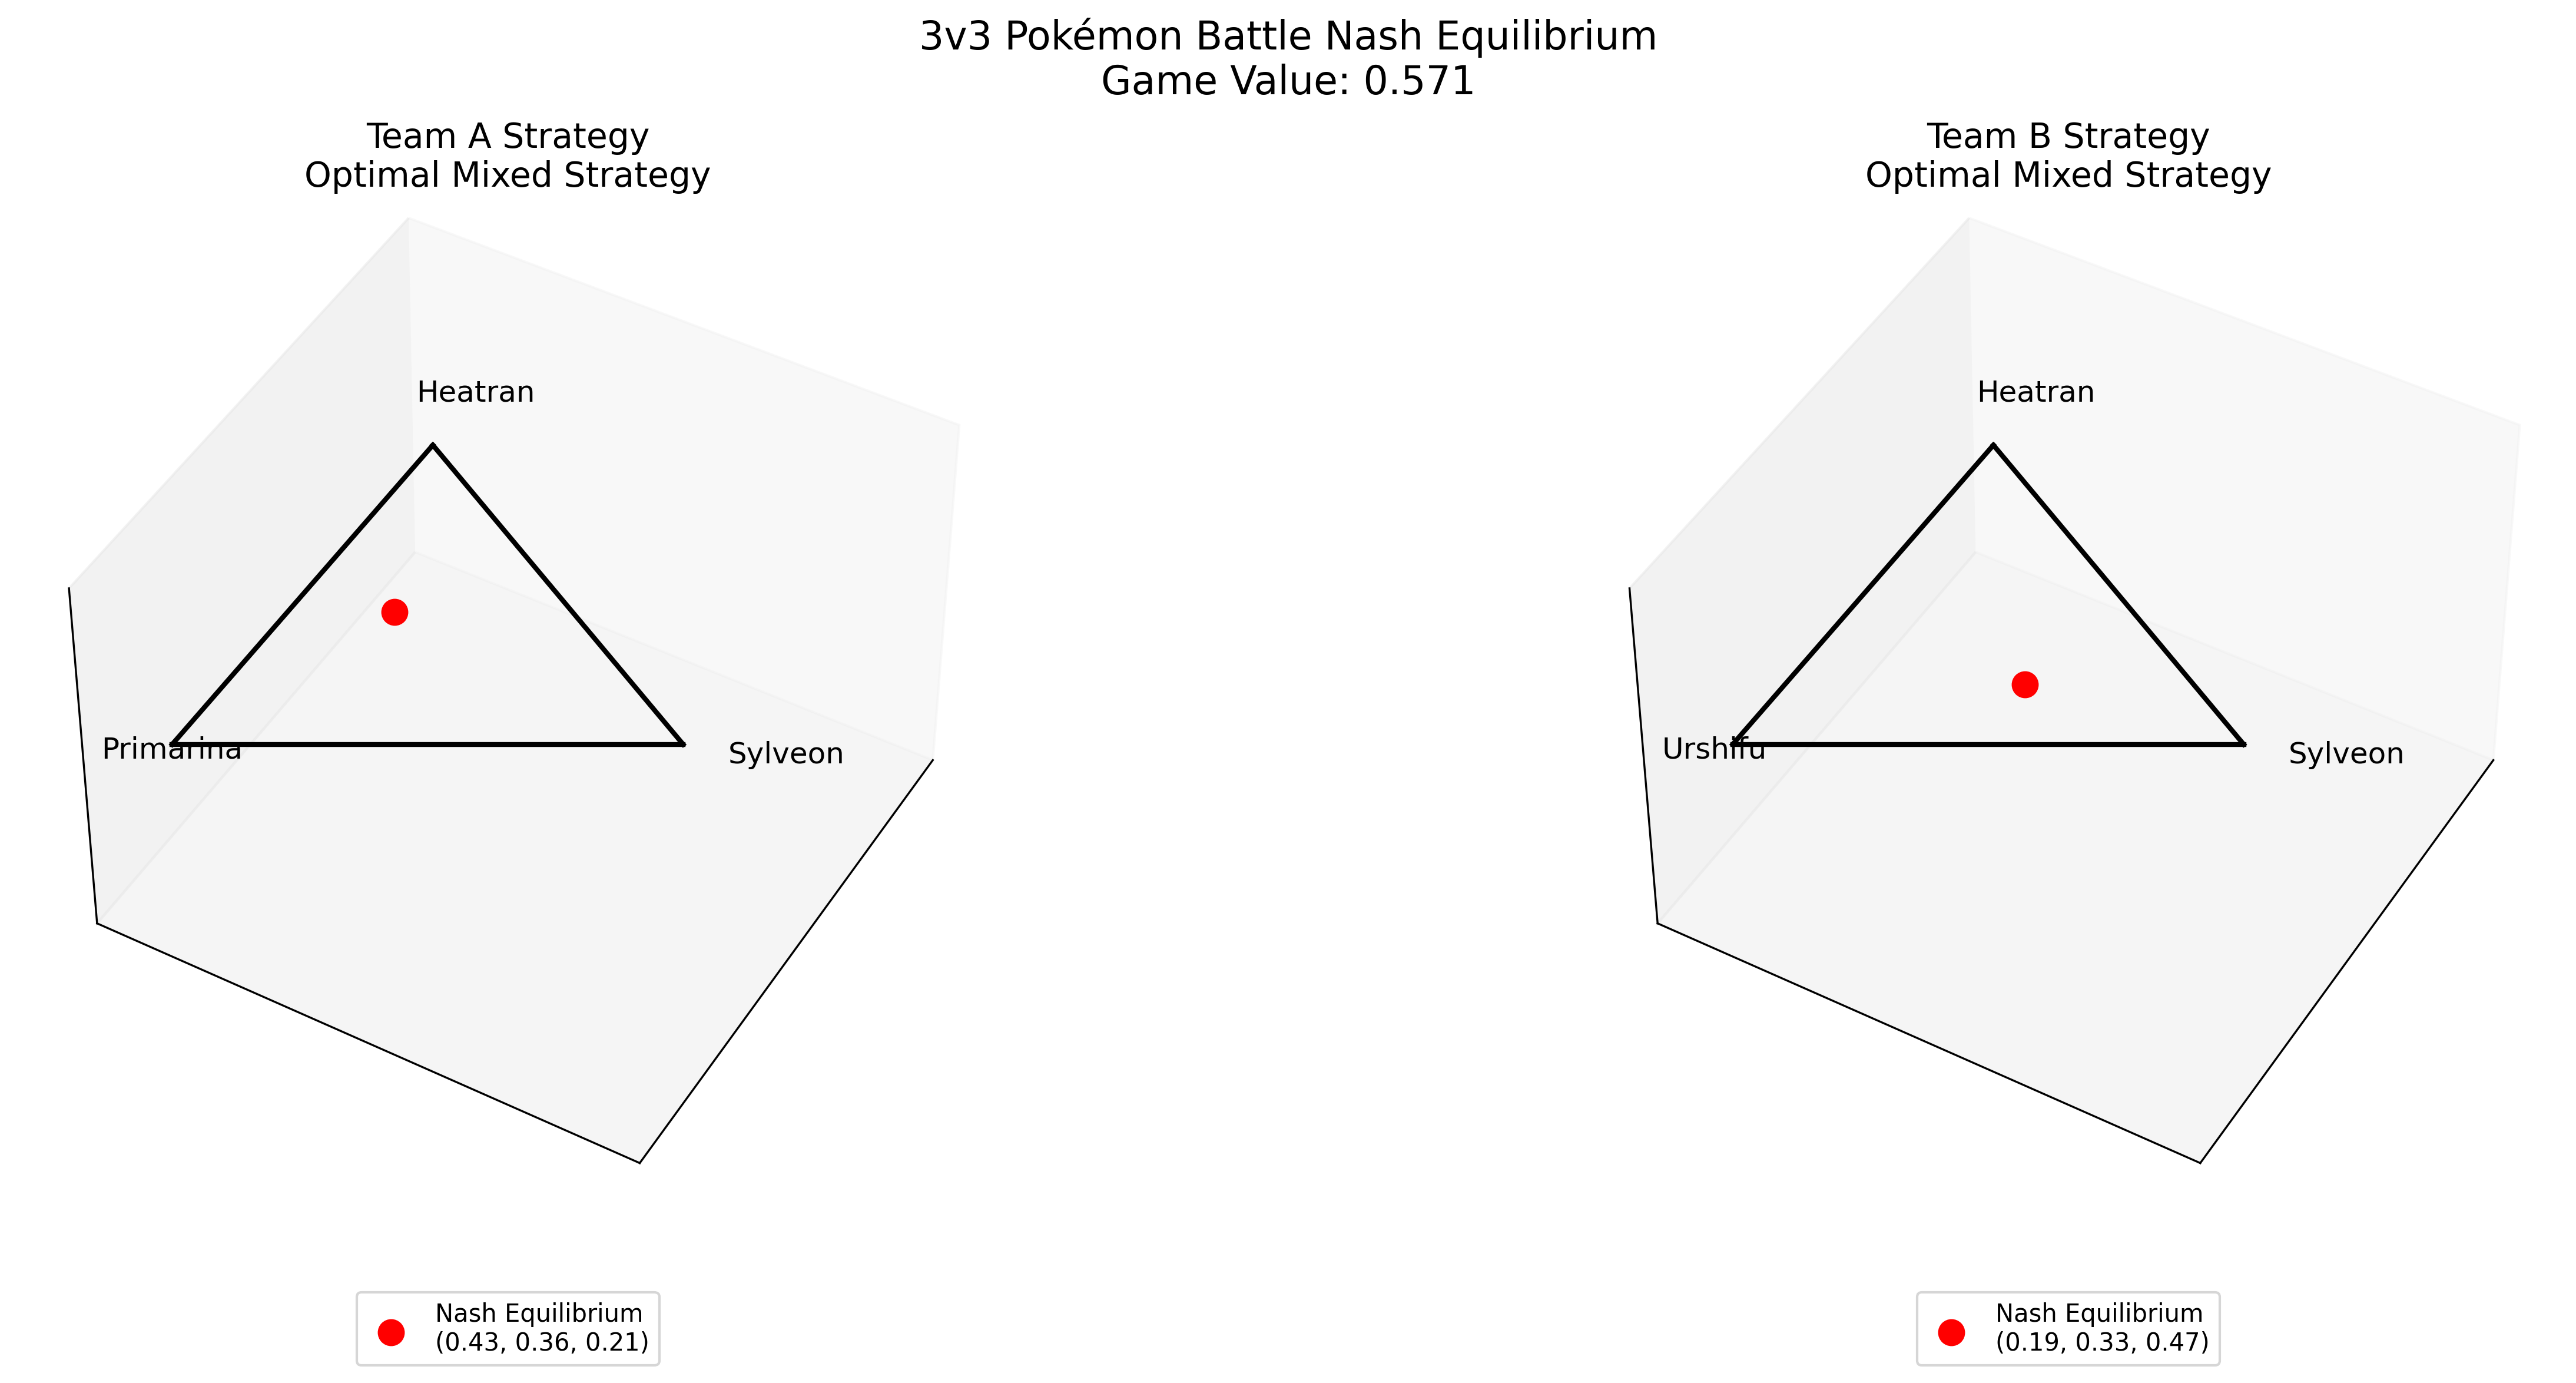 3v3 Pokémon Battle Nash Equilibrium
Game Value: 0.571
Team A Strategy
Optimal Mixed Strategy
Heatran
Primarina
Sylveon
Nash Equilibrium
(0.43, 0.36, 0.21)
Team B Strategy
Optimal Mixed Strategy
Heatran
Urshifu
Sylveon
Nash Equilibrium
(0.19, 0.33, 0.47)